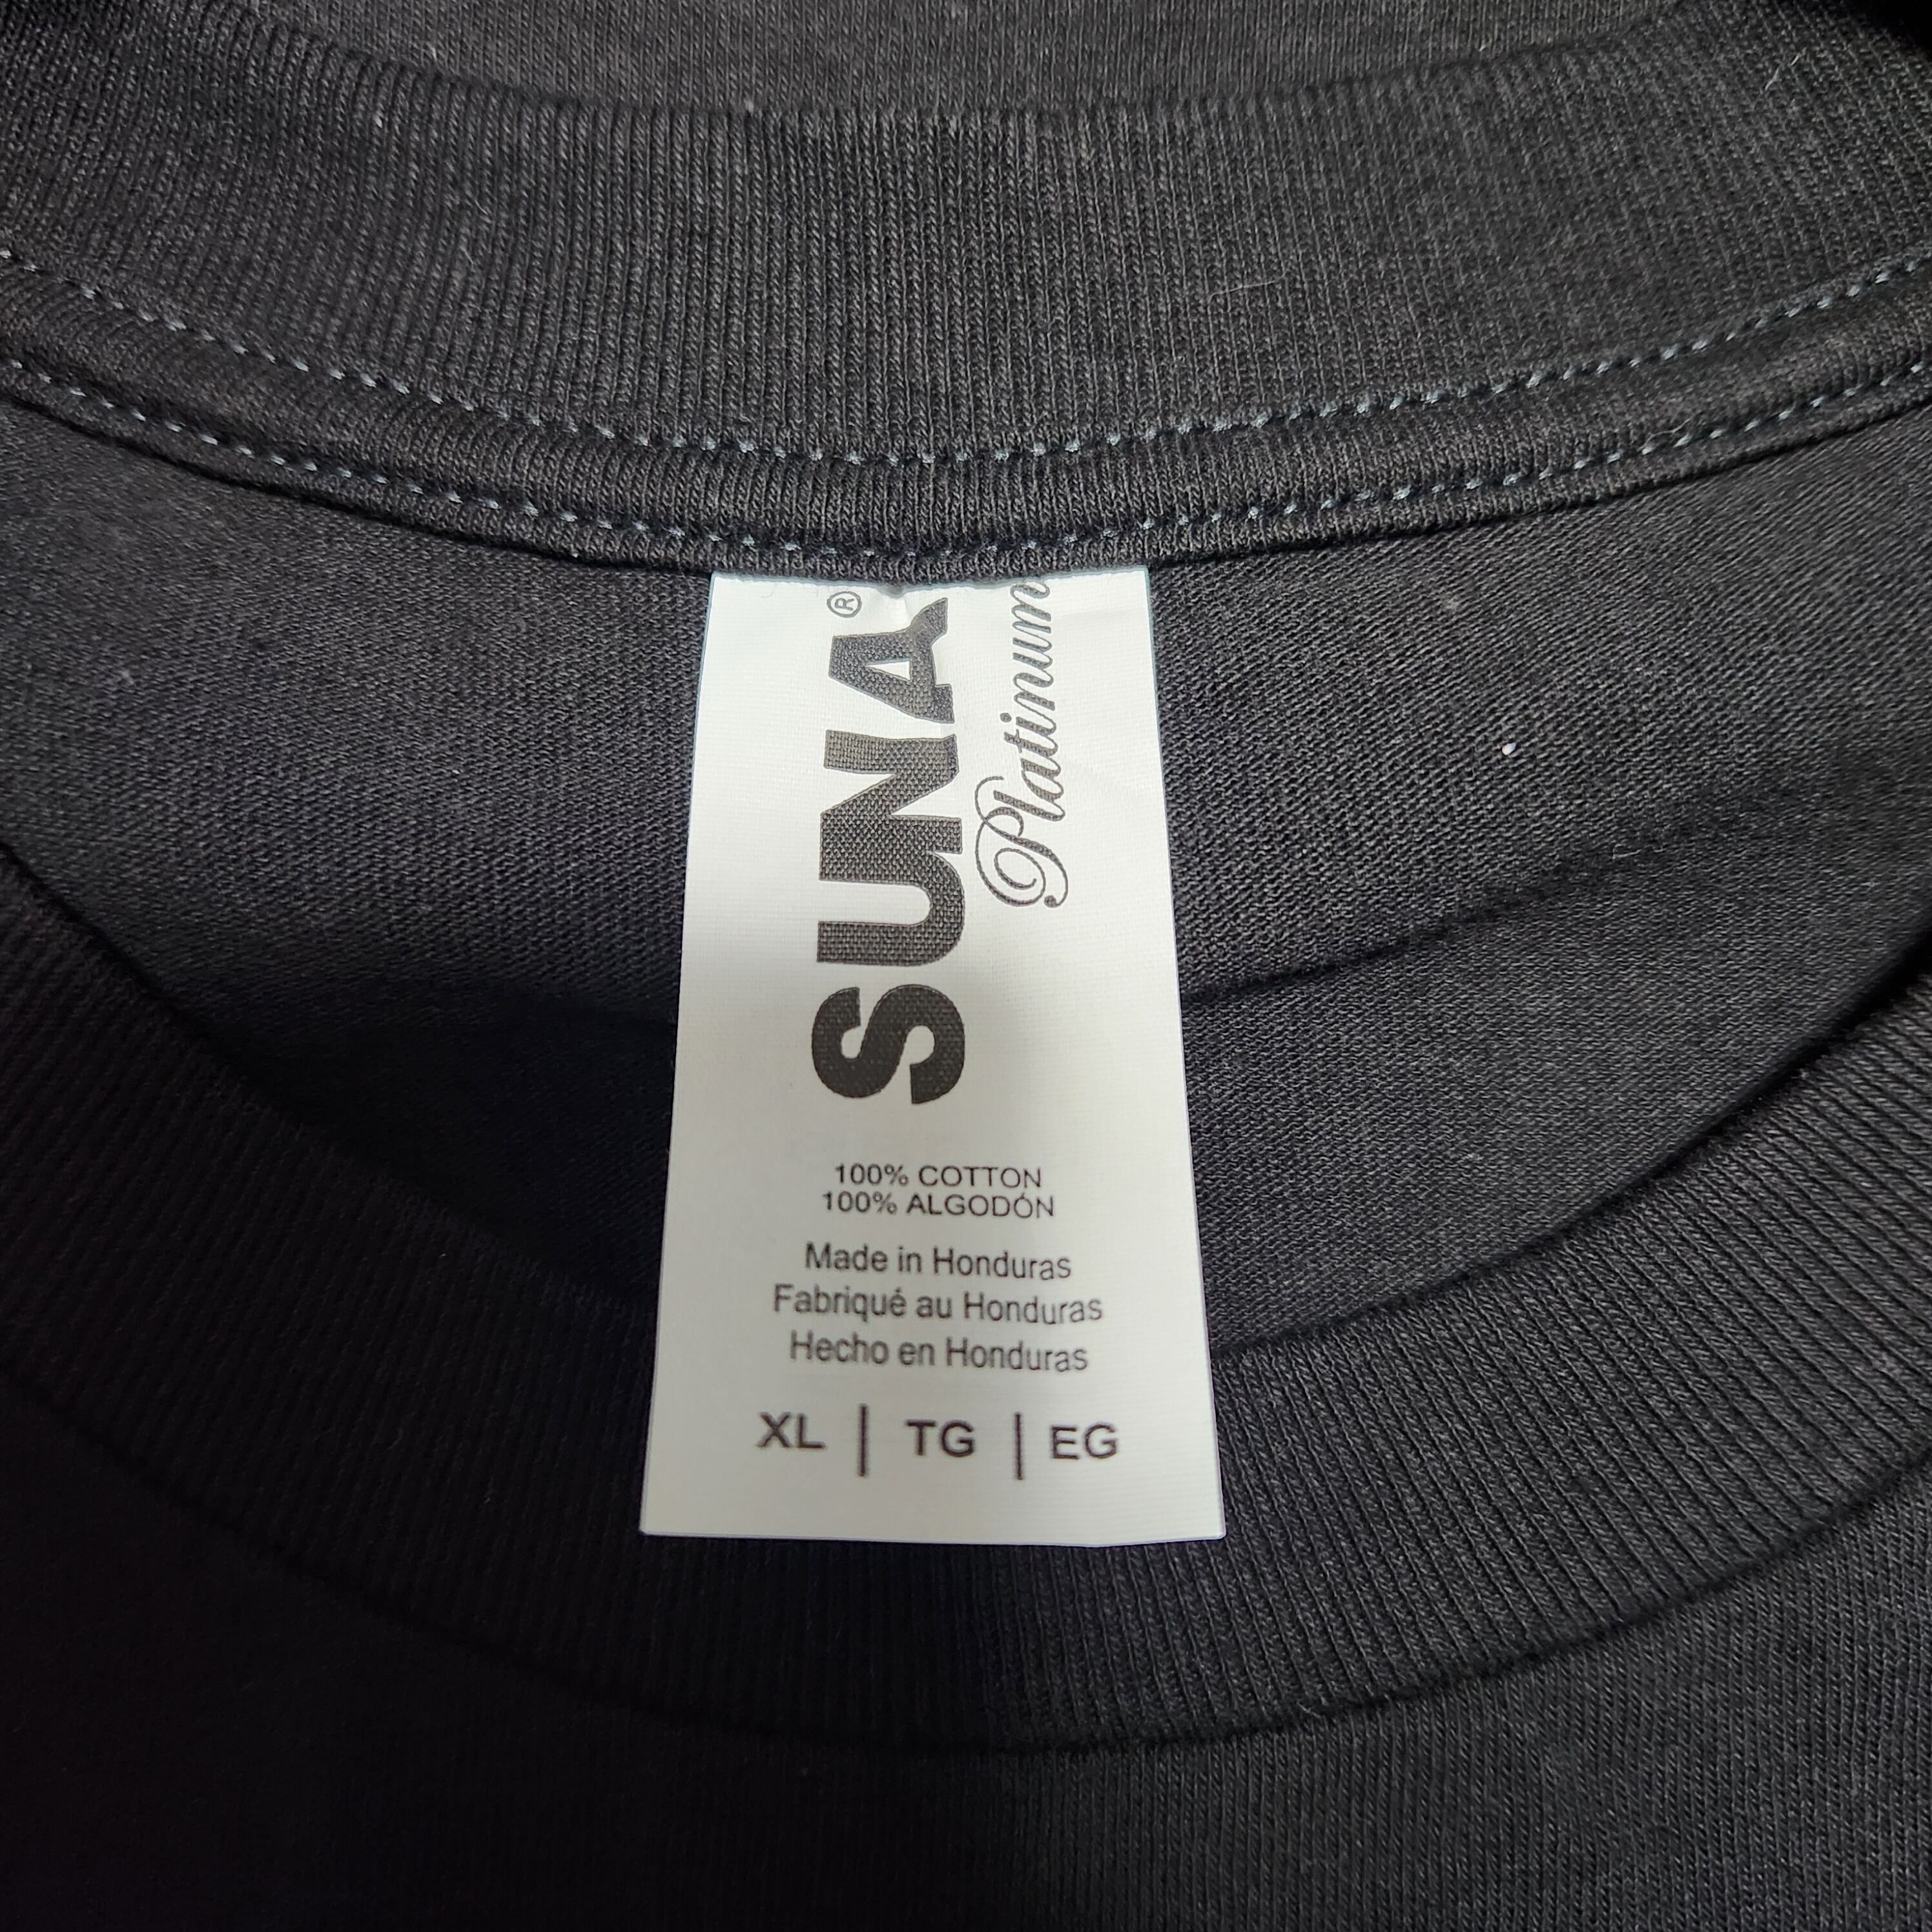 SUNA®
Platinum
100% COTTON
100% ALGODÓN
Made in Honduras
Fabriqué au Honduras
Hecho en Honduras
XL | TG | EG